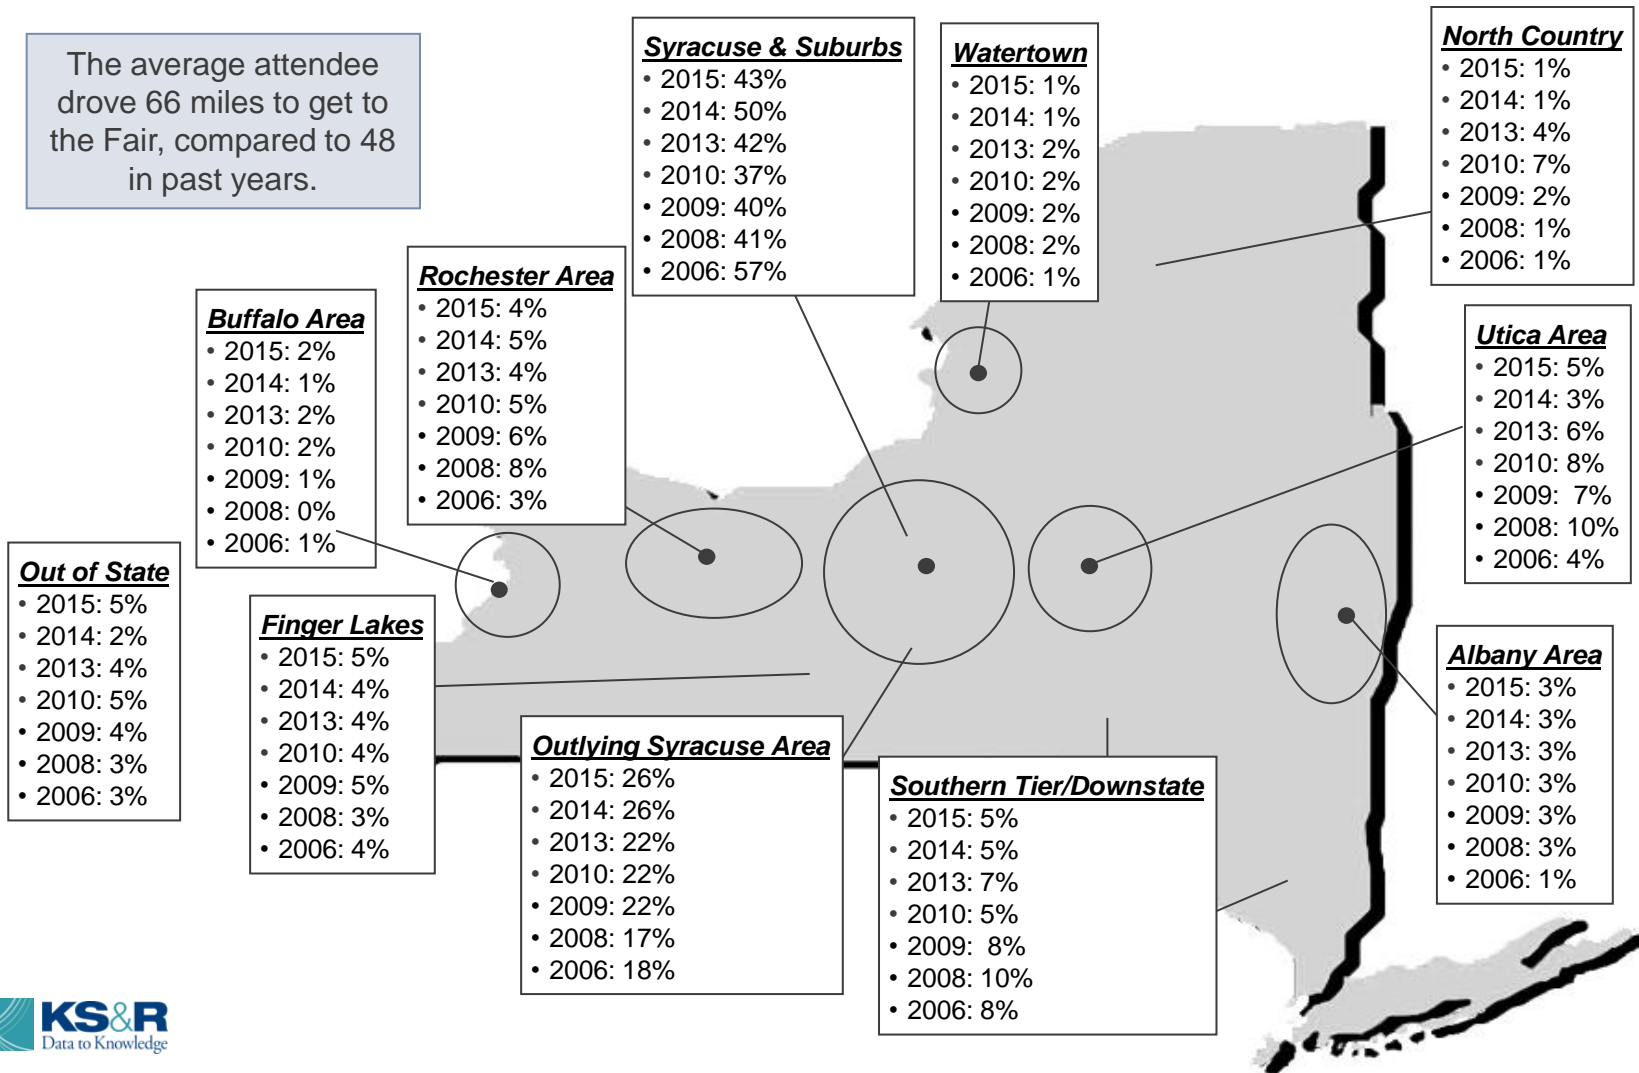 The average attendee
drove 66 miles to get to
the Fair, compared to 48
in past years.
Syracuse & Suburbs
• 2015: 43%
• 2014: 50%
• 2013: 42%
• 2010: 37%
• 2009: 40%
• 2008: 41%
• 2006: 57%
Watertown
• 2015: 1%
• 2014: 1%
• 2013: 2%
• 2010: 2%
• 2009: 2%
• 2008: 2%
• 2006: 1%
North Country
• 2015: 1%
• 2014: 1%
• 2013: 4%
• 2010: 7%
• 2009: 2%
• 2008: 1%
• 2006: 1%
Rochester Area
• 2015: 4%
• 2014: 5%
• 2013: 4%
• 2010: 5%
• 2009: 6%
• 2008: 8%
• 2006: 3%
Buffalo Area
• 2015: 2%
• 2014: 1%
• 2013: 2%
• 2010: 2%
• 2009: 1%
• 2008: 0%
• 2006: 1%
Utica Area
• 2015: 5%
• 2014: 3%
• 2013: 6%
• 2010: 8%
• 2009: 7%
• 2008: 10%
• 2006: 4%
Out of State
• 2015: 5%
• 2014: 2%
• 2013: 4%
• 2010: 5%
• 2009: 4%
• 2008: 3%
• 2006: 3%
Finger Lakes
• 2015: 5%
• 2014: 4%
• 2013: 4%
• 2010: 4%
• 2009: 5%
• 2008: 3%
• 2006: 4%
Outlying Syracuse Area
• 2015: 26%
• 2014: 26%
• 2013: 22%
• 2010: 22%
• 2009: 22%
• 2008: 17%
• 2006: 18%
Southern Tier/Downstate
• 2015: 5%
• 2014: 5%
• 2013: 7%
• 2010: 5%
• 2009: 8%
• 2008: 10%
• 2006: 8%
Albany Area
• 2015: 3%
• 2014: 3%
• 2013: 3%
• 2010: 3%
• 2009: 3%
• 2008: 3%
• 2006: 1%
KS&R
Data to Knowledge